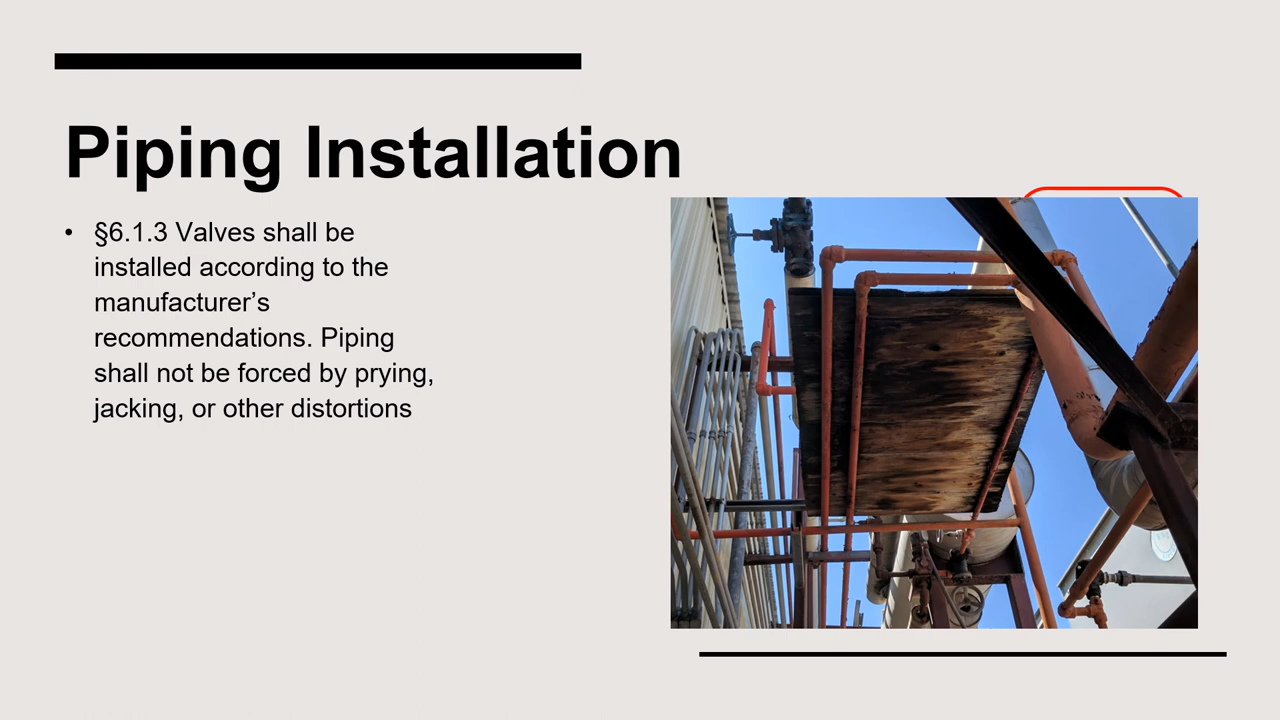 Piping Installation
• §6.1.3 Valves shall be
installed according to the
manufacturer’s
recommendations. Piping
shall not be forced by prying,
jacking, or other distortions